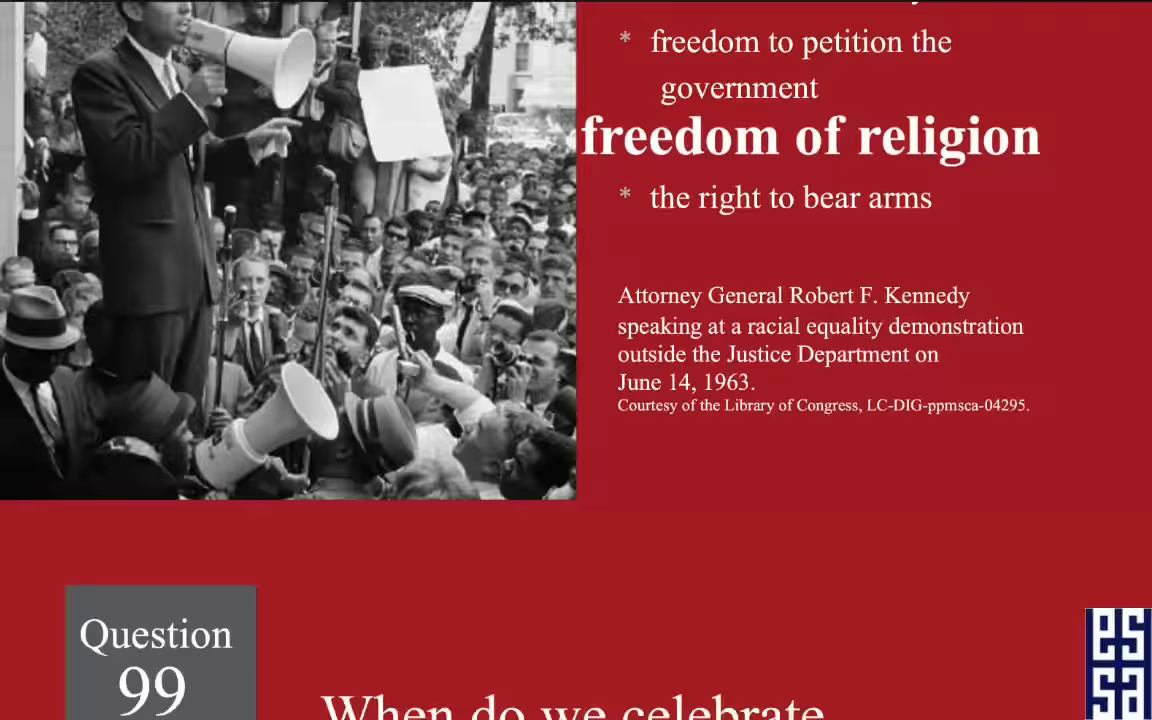 * freedom to petition the
government
freedom of religion
* the right to bear arms
Attorney General Robert F. Kennedy
speaking at a racial equality demonstration
outside the Justice Department on
June 14, 1963.
Courtesy of the Library of Congress, LC-DIG-ppmsca-04295.
Question
99
When do we celebrate